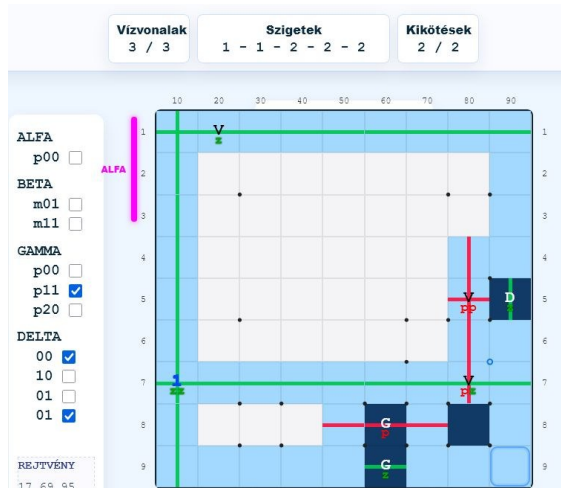 Vízvonalak
3 / 3
Szigetek
1 - 1 - 2 - 2 - 2
Kikötések
2 / 2
10 20 30 40 50 60 70 80 90
ALFA
p00
BETA
m01
m11
GAMMA
p00
p11
p20
DELTA
00
10
01
01
REJTVÉNY
17 69 95
ALFA
1 V 1
z
2 2
3 3
4 4
5 V D 5
pp
6 6
7 1 V 7
zz
8 G 8
p
9 G 9
z